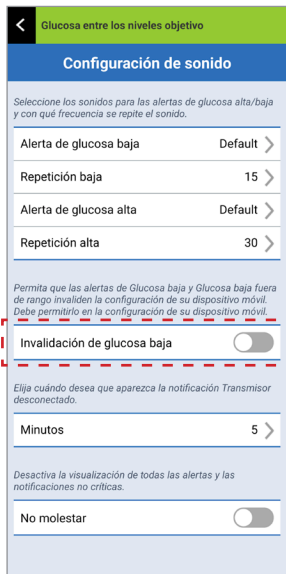 Glucosa entre los niveles objetivo
Configuración de sonido
Seleccione los sonidos para las alertas de glucosa alta/baja
y con qué frecuencia se repite el sonido.
Alerta de glucosa baja Default
Repetición baja 15
Alerta de glucosa alta Default
Repetición alta 30
Permita que las alertas de Glucosa baja y Glucosa baja fuera
de rango invaliden la configuración de su dispositivo móvil.
Debe permitirlo en la configuración de su dispositivo móvil.
Invalidación de glucosa baja
Elija cuándo desea que aparezca la notificación Transmisor
desconectado.
Minutos 5
Desactiva la visualización de todas las alertas y las
notificaciones no críticas.
No molestar